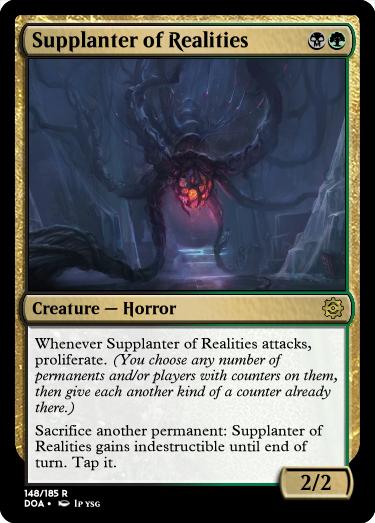 Supplanter of Realities
Creature — Horror
Whenever Supplanter of Realities attacks,
proliferate. (You choose any number of
permanents and/or players with counters on them,
then give each another kind of a counter already
there.)
Sacrifice another permanent: Supplanter of
Realities gains indestructible until end of
turn. Tap it.
2/2
148/185 R
DOA • Ip YSG